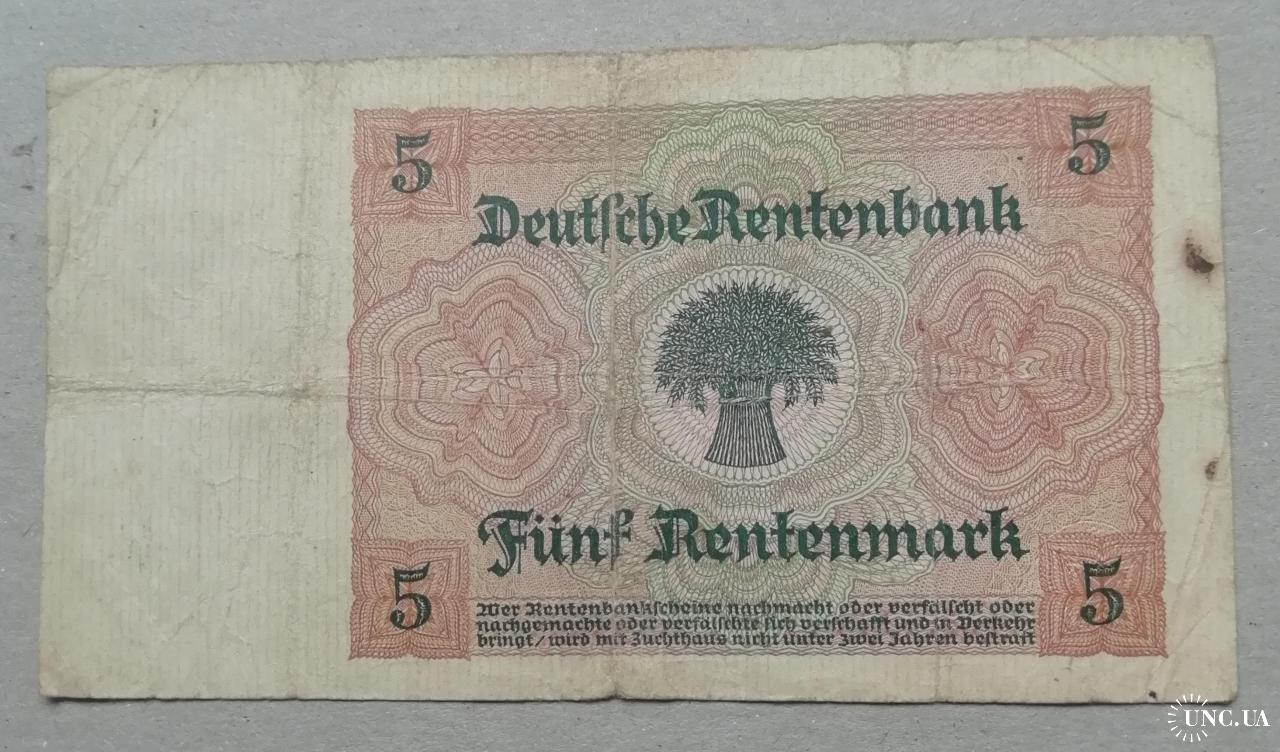 5 5
Deutſche Rentenbank
Fünf Rentenmark
5 5
Wer Rentenbankſcheine nachmacht oder verfälſcht oder
nachgemachte oder verfälſchte ſich verſchafft und in Verkehr
bringt/wird mit Zuchthaus nicht unter zwei Jahren beſtraft
UNC.UA